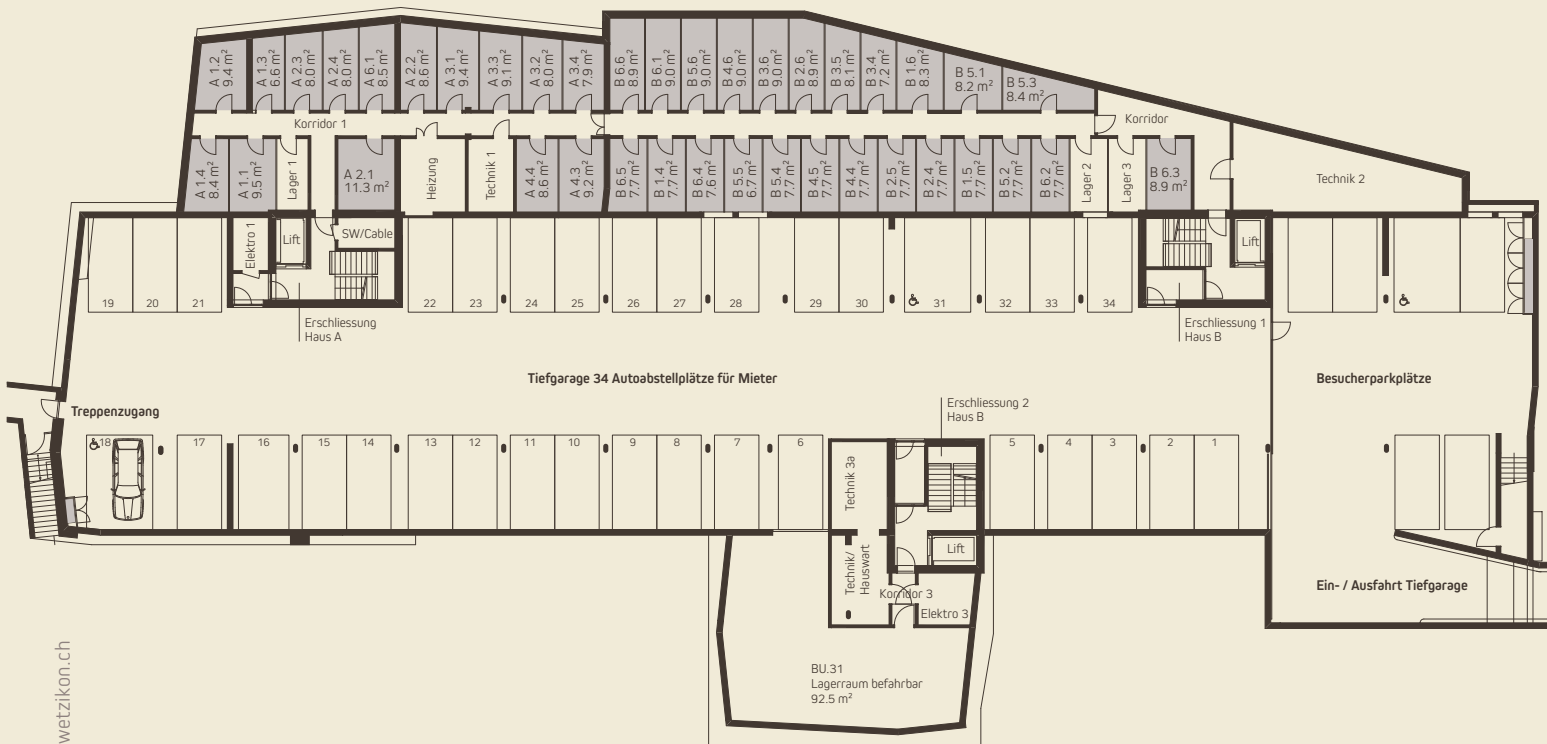 A 1.2
9.4 m²
A 1.3
6.6 m²
A 2.3
8.0 m²
A 2.4
8.0 m²
A 6.1
8.5 m²
A 2.2
8.6 m²
A 3.1
9.4 m²
A 3.3
9.1 m²
A 3.2
8.0 m²
A 3.4
7.9 m²
B 6.6
8.9 m²
B 6.1
9.0 m²
B 5.6
9.0 m²
B 4.6
9.0 m²
B 3.6
9.0 m²
B 2.6
8.9 m²
B 3.5
8.1 m²
B 3.4
7.2 m²
B 1.6
8.3 m²
B 5.1
8.2 m²
B 5.3
8.4 m²
Korridor 1
Korridor
A 1.4
8.4 m²
A 1.1
9.5 m²
Lager 1
A 2.1
11.3 m²
Heizung
Technik 1
A 4.4
8.6 m²
A 4.3
9.2 m²
B 6.5
7.7 m²
B 1.4
7.7 m²
B 6.4
7.6 m²
B 5.5
6.7 m²
B 5.4
7.7 m²
B 4.5
7.7 m²
B 4.4
7.7 m²
B 2.5
7.7 m²
B 2.4
7.7 m²
B 1.5
7.7 m²
B 5.2
7.7 m²
B 6.2
7.7 m²
Lager 2
Lager 3
B 6.3
8.9 m²
Technik 2
Elektro 1
Lift
SW/Cable
Lift
19
20
21
22
23
24
25
26
27
28
29
30
31
32
33
34
Erschliessung
Haus A
Erschliessung 1
Haus B
Tiefgarage 34 Autoabstellplätze für Mieter
Besucherparkplätze
Treppenzugang
Erschliessung 2
Haus B
18
17
16
15
14
13
12
11
10
9
8
7
6
5
4
3
2
1
Technik 3a
Lift
Technik/
Hauswart
Korridor 3
Elektro 3
Ein- / Ausfahrt Tiefgarage
BU.31
Lagerraum befahrbar
92.5 m²
wetzikon.ch